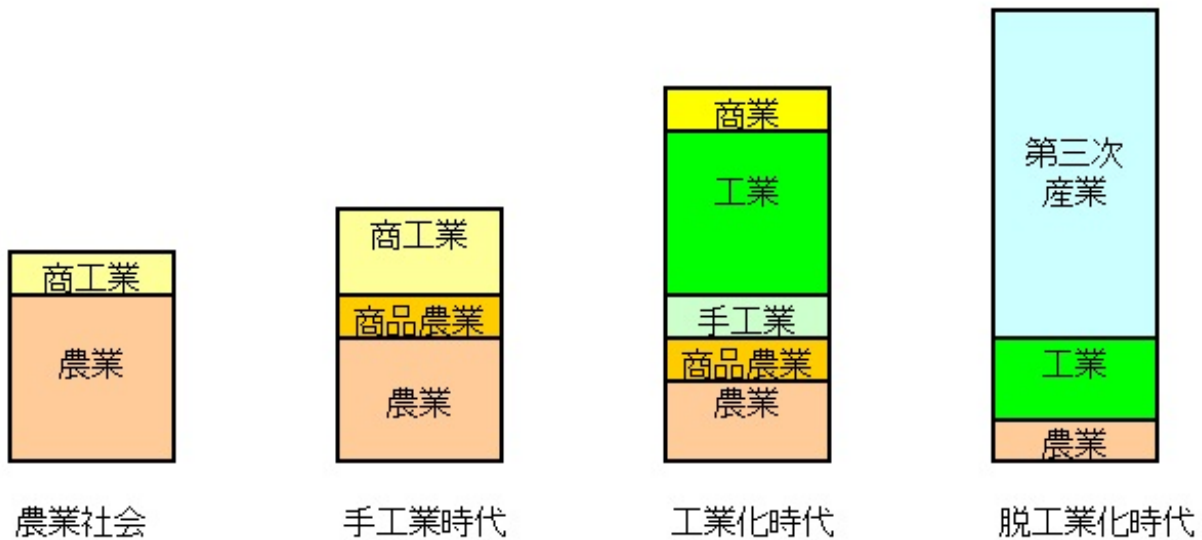 商工業
農業
農業社会
商工業
商品農業
農業
手工業時代
商業
工業
手工業
商品農業
農業
工業化時代
第三次
産業
工業
農業
脱工業化時代